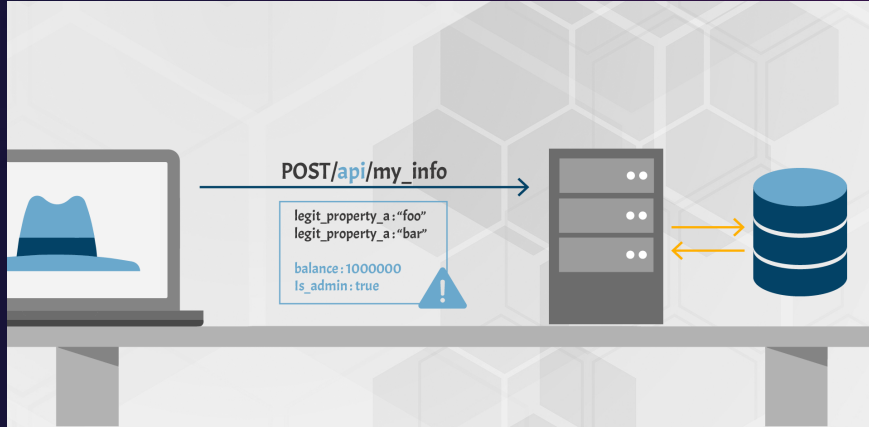 POST/api/my_info
legit_property_a : “foo”
legit_property_a : “bar”
balance : 1000000
Is_admin : true
!